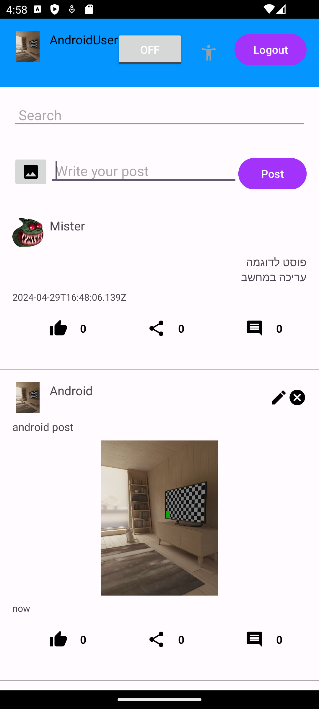 4:58
AndroidUser
OFF
Logout
Search
Write your post
Post
Mister
פוסט לדוגמה
עריכה במחשב
2024-04-29T16:48:06.139Z
0 0 0
Android
android post
now
0 0 0